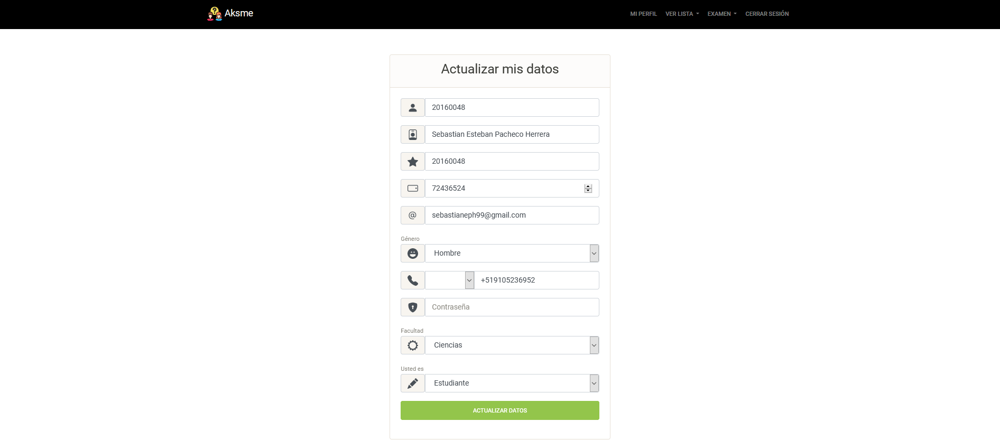 Aksme
MI PERFIL VER LISTA EXAMEN CERRAR SESIÓN
Actualizar mis datos
20160048
Sebastian Esteban Pacheco Herrera
20160048
72436524
@ sebastianeph99@gmail.com
Género
Hombre
+519105236952
Contraseña
Facultad
Ciencias
Usted es
Estudiante
ACTUALIZAR DATOS